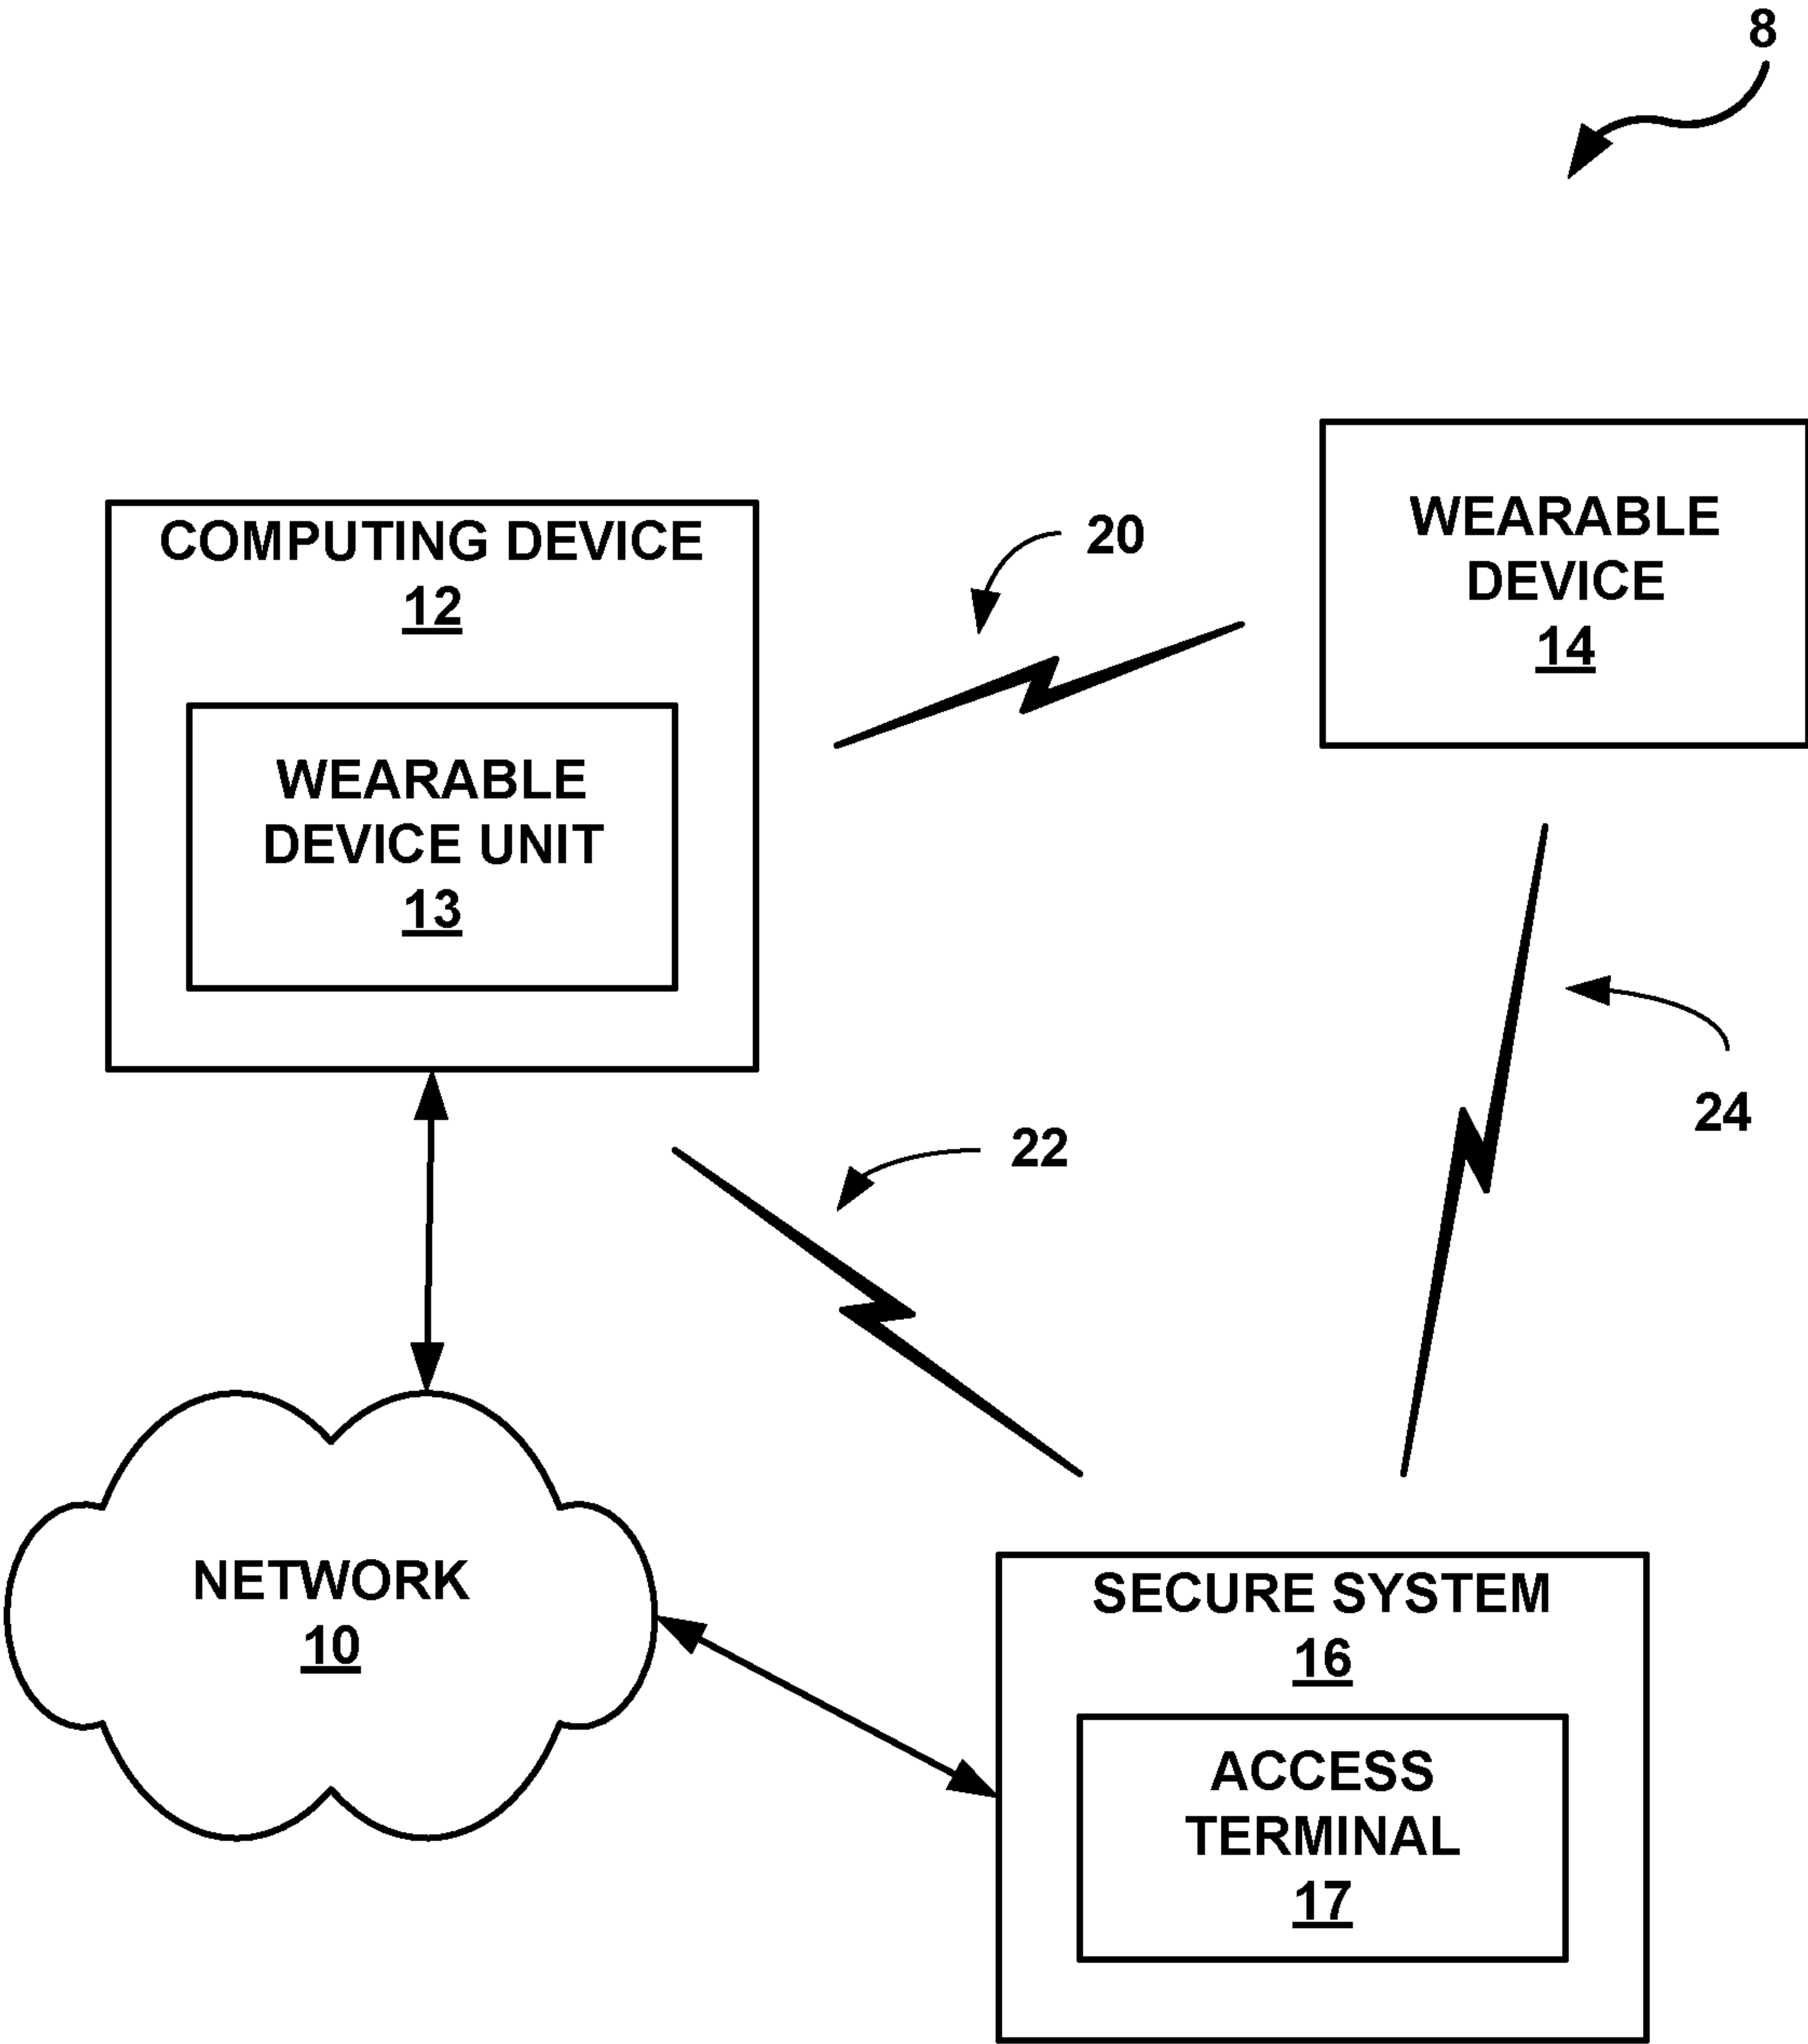 8
COMPUTING DEVICE
12
WEARABLE
DEVICE UNIT
13
20
WEARABLE
DEVICE
14
22
24
NETWORK
10
SECURE SYSTEM
16
ACCESS
TERMINAL
17